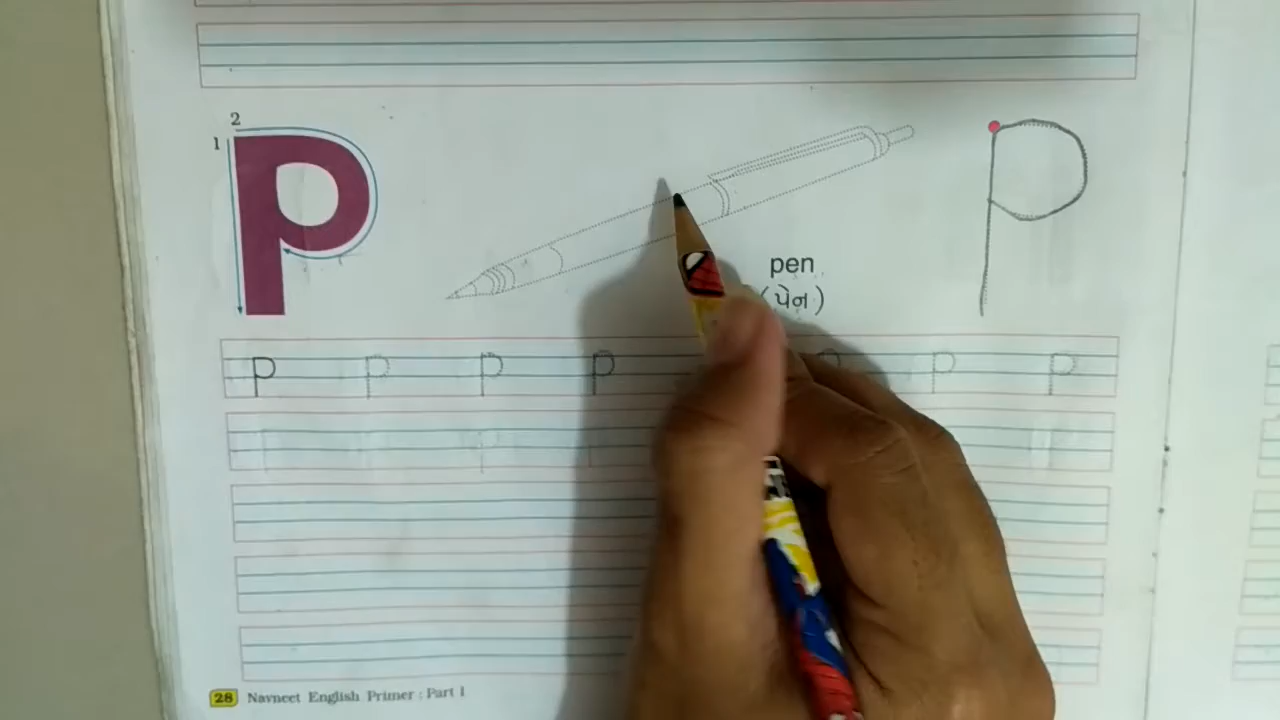 2
1
p
p
pen
(પેન)
p p p p p p p
28 Navneet English Primer : Part 1